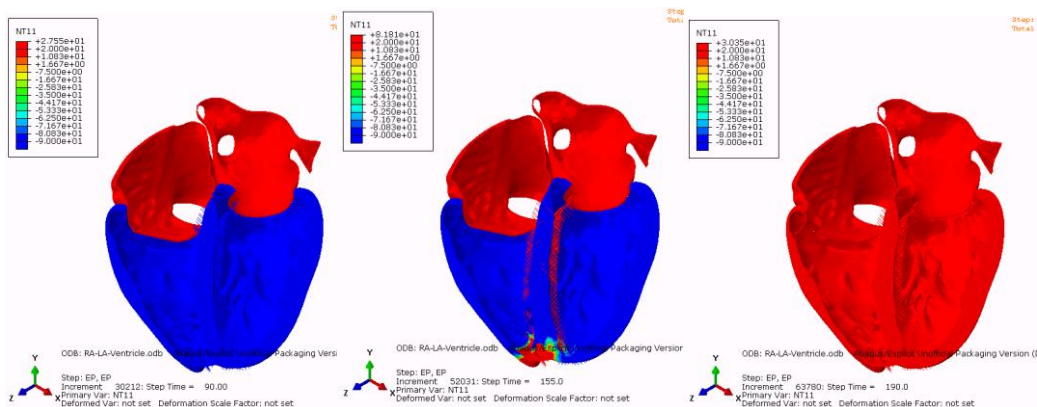 Step:
Total
NT11
+2.755e+01
+2.000e+01
+1.083e+01
+1.667e+00
-7.500e+00
-1.667e+01
-2.583e+01
-3.500e+01
-4.417e+01
-5.333e+01
-6.250e+01
-7.167e+01
-8.083e+01
-9.000e+01
ODB: RA-LA-Ventricle.odb Packaging Versi
Y
Z X
Step: EP, EP
Increment 30212: Step Time = 90.00
Primary Var: NT11
Deformed Var: not set Deformation Scale Factor: not set
Step
Tot
NT11
+8.181e+01
+2.000e+01
+1.083e+01
+1.667e+00
-7.500e+00
-1.667e+01
-2.583e+01
-3.500e+01
-4.417e+01
-5.333e+01
-6.250e+01
-7.167e+01
-8.083e+01
-9.000e+01
ODB: RA-LA-Ventricle.odb Packaging Version
Y
Z X
Step: EP, EP
Increment 52031: Step Time = 155.0
Primary Var: NT11
Deformed Var: not set Deformation Scale Factor: not set
Step:
Total
NT11
+3.035e+01
+2.000e+01
+1.083e+01
+1.667e+00
-7.500e+00
-1.667e+01
-2.583e+01
-3.500e+01
-4.417e+01
-5.333e+01
-6.250e+01
-7.167e+01
-8.083e+01
-9.000e+01
ODB: RA-LA-Ventricle.odb Packaging Version (
Y
Z X
Step: EP, EP
Increment 63780: Step Time = 190.0
Primary Var: NT11
Deformed Var: not set Deformation Scale Factor: not set